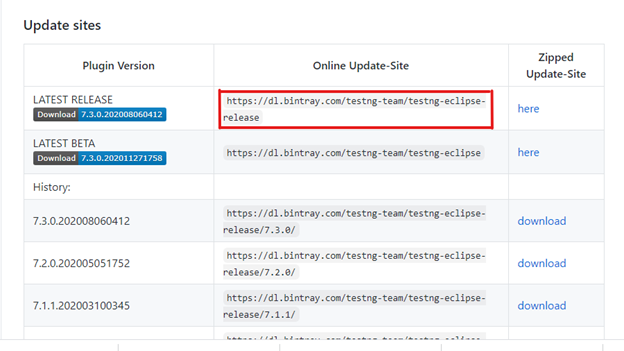 Update sites
Plugin Version
Online Update-Site
Zipped
Update-Site
LATEST RELEASE
Download 7.3.0.202008060412
https://dl.bintray.com/testng-team/testng-eclipse-
release
here
LATEST BETA
Download 7.3.0.202011271758
https://dl.bintray.com/testng-team/testng-eclipse
here
History:
7.3.0.202008060412
https://dl.bintray.com/testng-team/testng-eclipse-
release/7.3.0/
download
7.2.0.202005051752
https://dl.bintray.com/testng-team/testng-eclipse-
release/7.2.0/
download
7.1.1.202003100345
https://dl.bintray.com/testng-team/testng-eclipse-
release/7.1.1/
download